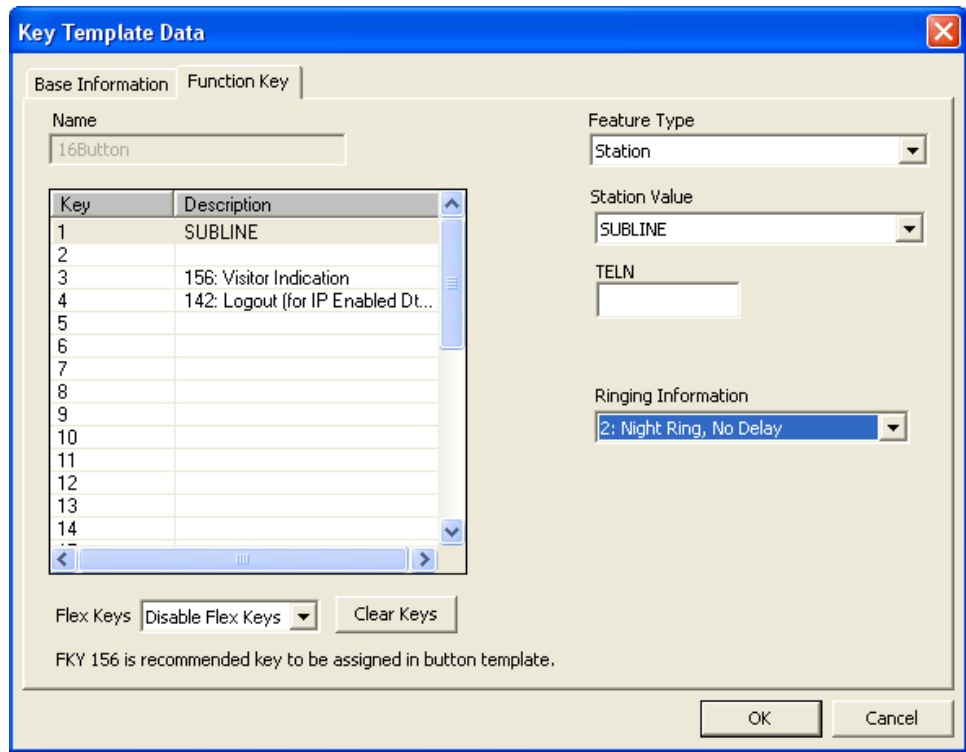 Key Template Data
Base Information
Function Key
Name
16Button
Key Description
1 SUBLINE
2
3 156: Visitor Indication
4 142: Logout (for IP Enabled Dt...
5
6
7
8
9
10
11
12
13
14
Flex Keys Disable Flex Keys Clear Keys
FKY 156 is recommended key to be assigned in button template.
Feature Type
Station
Station Value
SUBLINE
TELN
Ringing Information
2: Night Ring, No Delay
OK Cancel